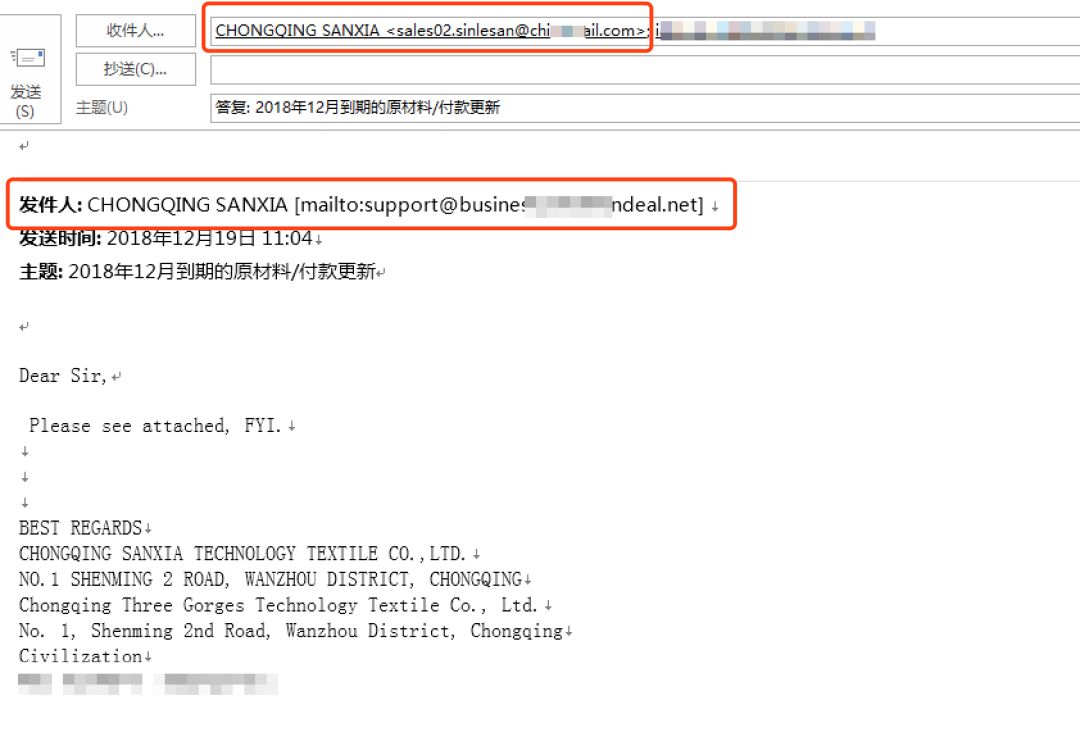 收件人...
CHONGQING SANXIA <sales02.sinlesan@chi ail.com>; i
抄送(C)...
发送
(S)
主题(U)
答复: 2018年12月到期的原材料/付款更新
发件人: CHONGQING SANXIA [mailto:support@busines ndeal.net]
发送时间: 2018年12月19日 11:04
主题: 2018年12月到期的原材料/付款更新
Dear Sir,
Please see attached, FYI.
BEST REGARDS
CHONGQING SANXIA TECHNOLOGY TEXTILE CO.,LTD.
NO.1 SHENMING 2 ROAD, WANZHOU DISTRICT, CHONGQING
Chongqing Three Gorges Technology Textile Co., Ltd.
No. 1, Shenming 2nd Road, Wanzhou District, Chongqing
Civilization